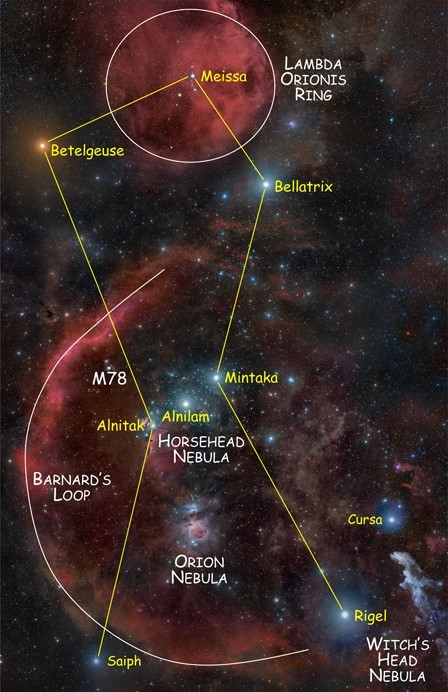 Meissa
LAMBDA
ORIONIS
RING
Betelgeuse
Bellatrix
M78
Mintaka
Alnilam
Alnitak
HORSEHEAD
NEBULA
BARNARD'S
LOOP
Cursa
ORION
NEBULA
Rigel
WITCH'S
HEAD
NEBULA
Saiph